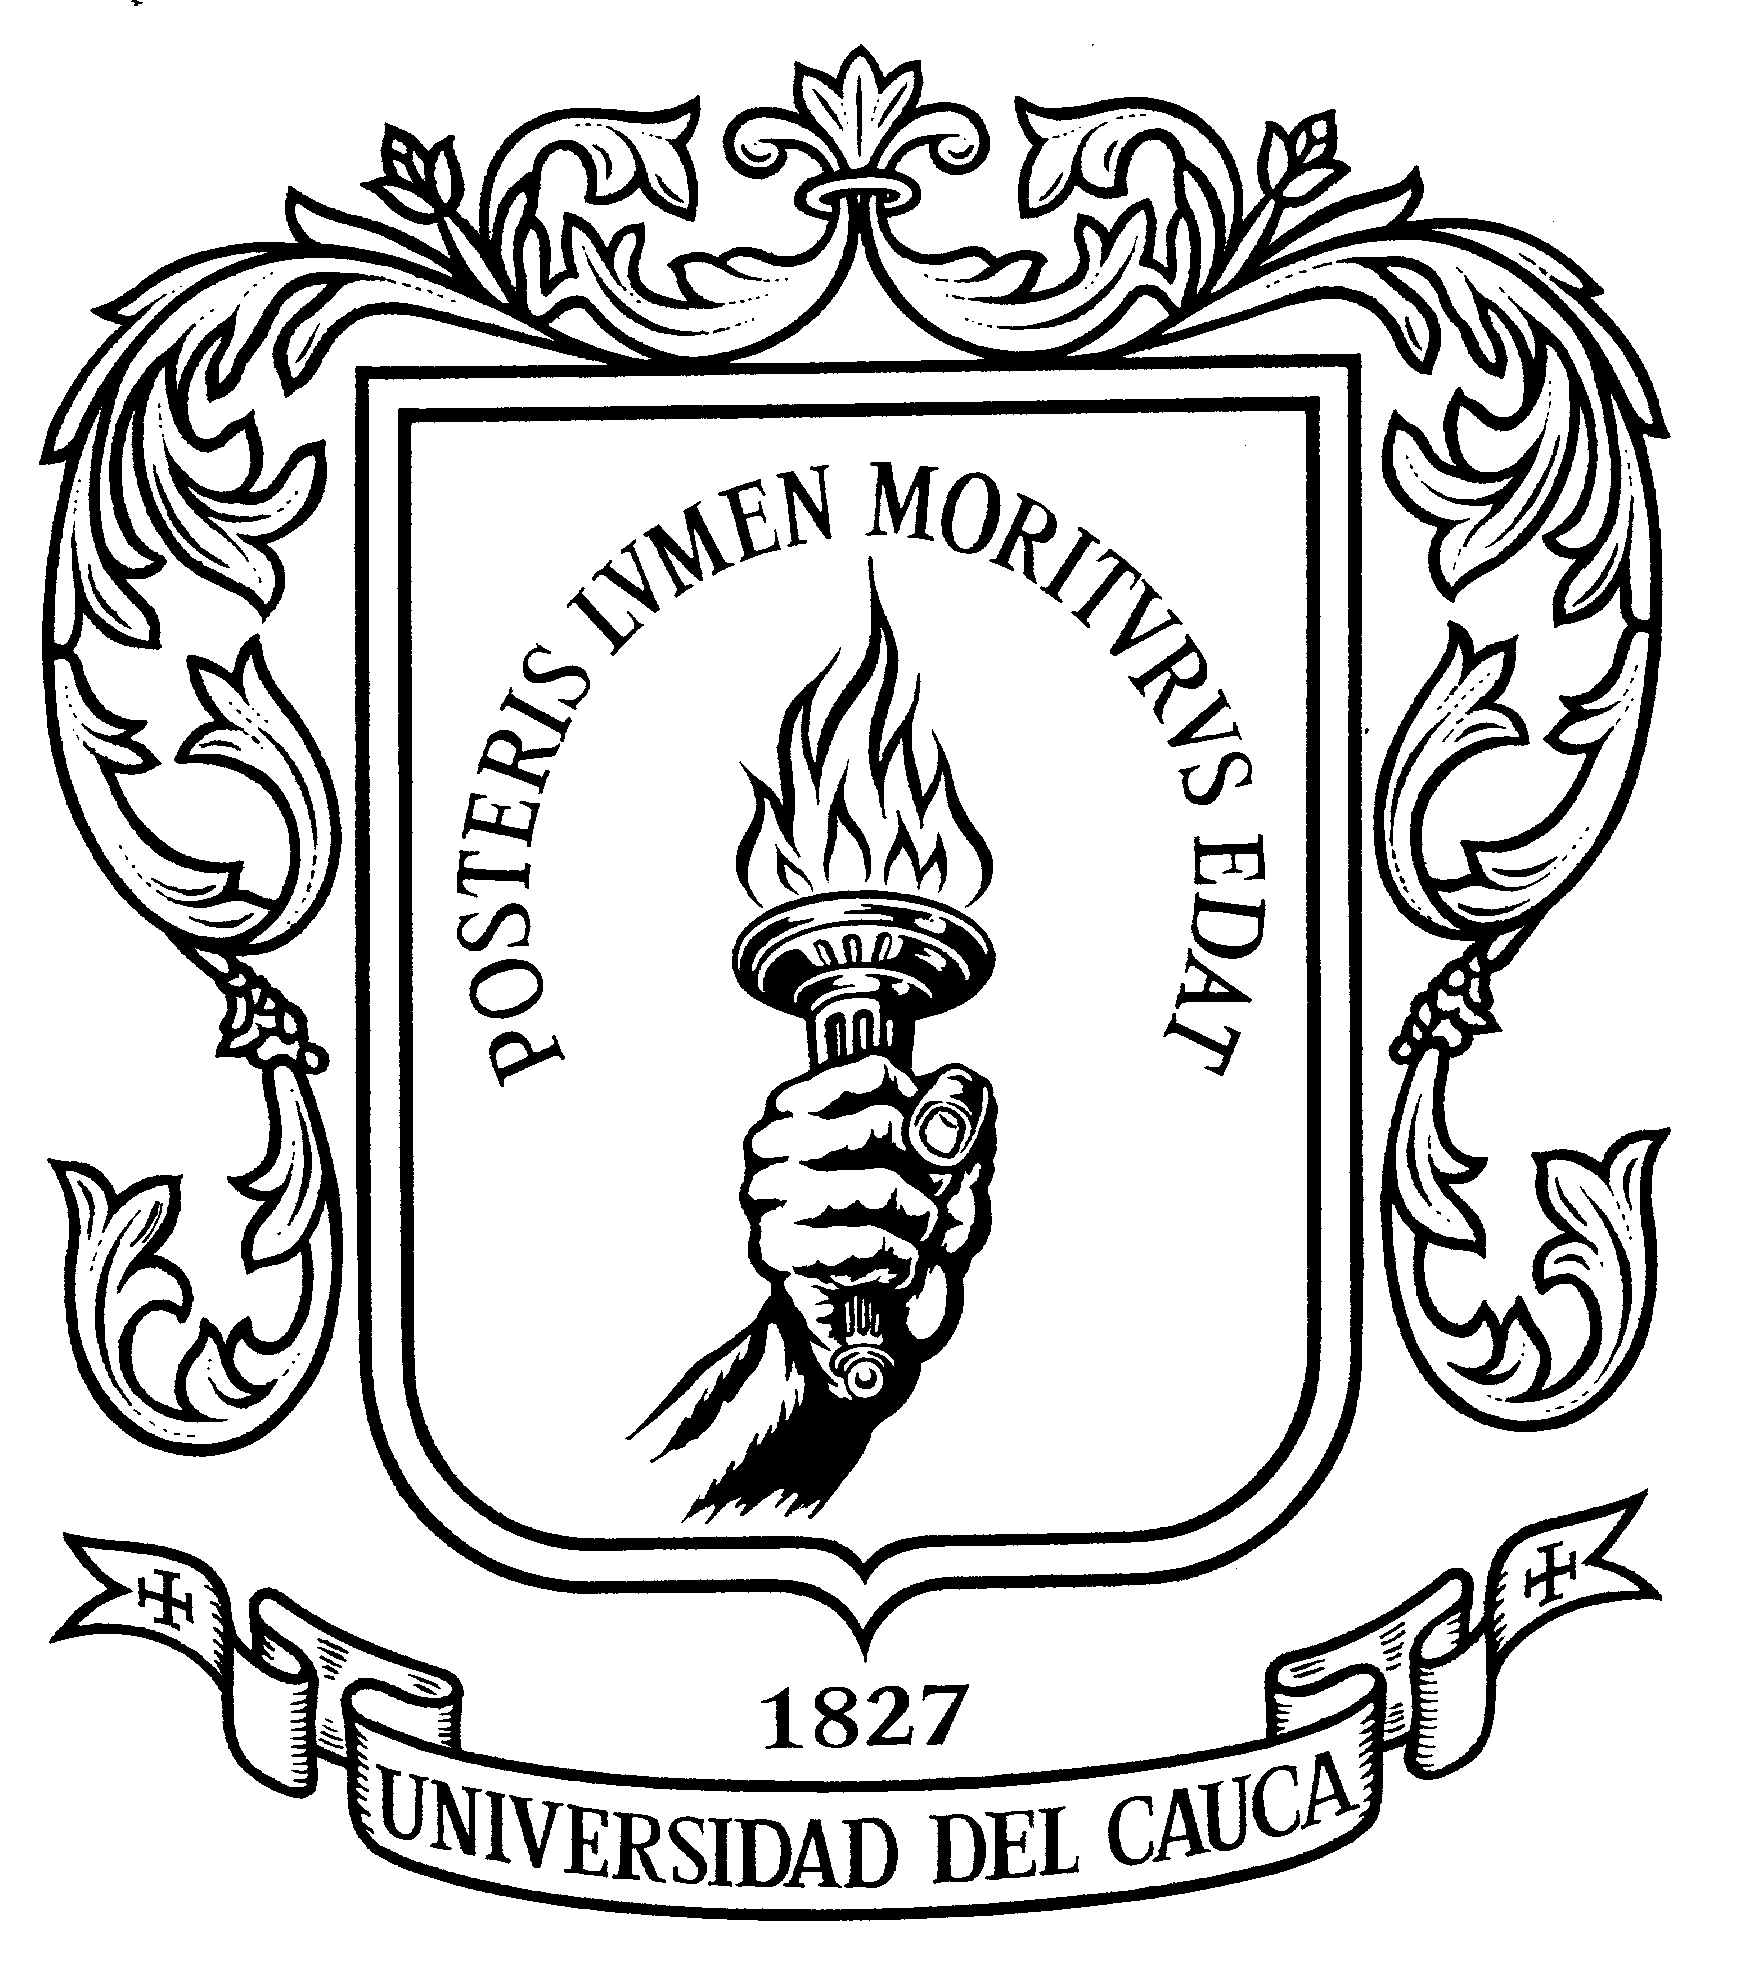 POSTERIS LVMEN MORITVRVS EDAT
1827
UNIVERSIDAD DEL CAUCA